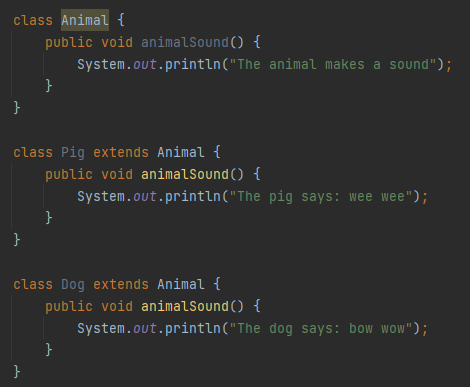 class Animal {
    public void animalSound() {
        System.out.println("The animal makes a sound");
    }
}

class Pig extends Animal {
    public void animalSound() {
        System.out.println("The pig says: wee wee");
    }
}

class Dog extends Animal {
    public void animalSound() {
        System.out.println("The dog says: bow wow");
    }
}